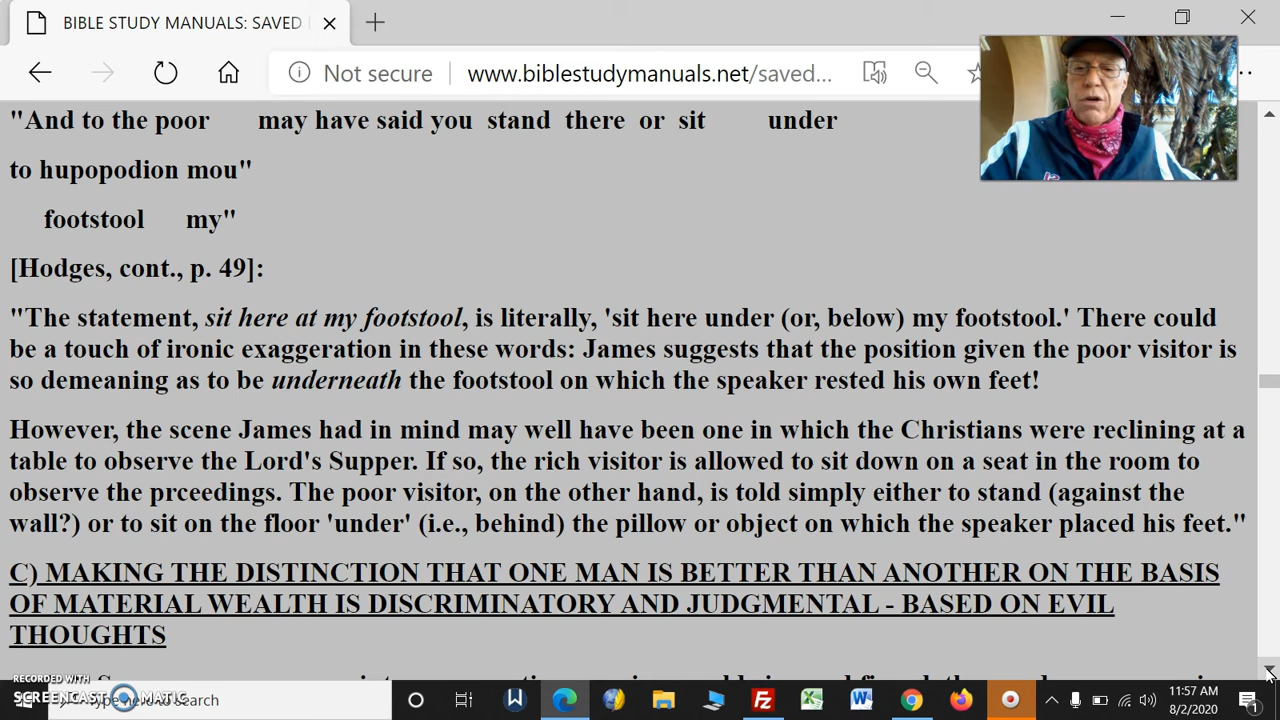 BIBLE STUDY MANUALS: SAVED
Not secure www.biblestudymanuals.net/saved...
"And to the poor may have said you stand there or sit under
to hupopodion mou"
footstool my"
[Hodges, cont., p. 49]:
"The statement, sit here at my footstool, is literally, 'sit here under (or, below) my footstool.' There could
be a touch of ironic exaggeration in these words: James suggests that the position given the poor visitor is
so demeaning as to be underneath the footstool on which the speaker rested his own feet!
However, the scene James had in mind may well have been one in which the Christians were reclining at a
table to observe the Lord's Supper. If so, the rich visitor is allowed to sit down on a seat in the room to
observe the prceedings. The poor visitor, on the other hand, is told simply either to stand (against the
wall?) or to sit on the floor 'under' (i.e., behind) the pillow or object on which the speaker placed his feet."
C) MAKING THE DISTINCTION THAT ONE MAN IS BETTER THAN ANOTHER ON THE BASIS
OF MATERIAL WEALTH IS DISCRIMINATORY AND JUDGMENTAL - BASED ON EVIL
THOUGHTS
RECORDED WITH
SCREENCAST MATIC
Type here to search
11:57 AM
8/2/2020
1